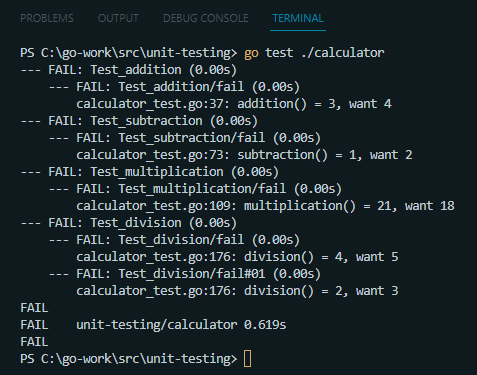 PROBLEMS OUTPUT DEBUG CONSOLE TERMINAL
PS C:\go-work\src\unit-testing> go test ./calculator
--- FAIL: Test_addition (0.00s)
    --- FAIL: Test_addition/fail (0.00s)
        calculator_test.go:37: addition() = 3, want 4
--- FAIL: Test_subtraction (0.00s)
    --- FAIL: Test_subtraction/fail (0.00s)
        calculator_test.go:73: subtraction() = 1, want 2
--- FAIL: Test_multiplication (0.00s)
    --- FAIL: Test_multiplication/fail (0.00s)
        calculator_test.go:109: multiplication() = 21, want 18
--- FAIL: Test_division (0.00s)
    --- FAIL: Test_division/fail (0.00s)
        calculator_test.go:176: division() = 4, want 5
    --- FAIL: Test_division/fail#01 (0.00s)
        calculator_test.go:176: division() = 2, want 3
FAIL
FAIL    unit-testing/calculator 0.619s
FAIL
PS C:\go-work\src\unit-testing>